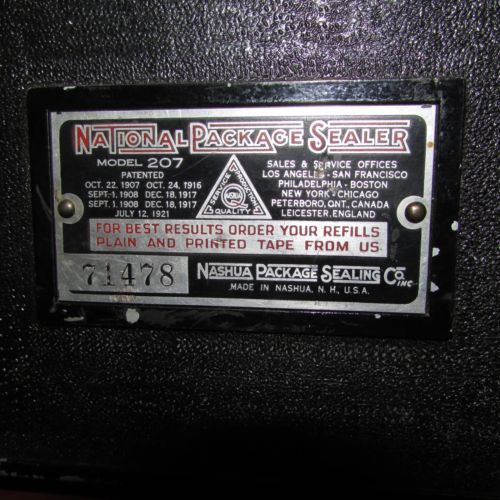 NATIONAL PACKAGE SEALER
MODEL 207
PATENTED
OCT. 22, 1907 OCT. 24, 1916
SEPT. 1, 1908 DEC. 18, 1917
SEPT. 1, 1908 DEC. 18, 1917
JULY 12, 1921
SERVICE
PRODUCTION
QUALITY
SALES & SERVICE OFFICES
LOS ANGELES - SAN FRANCISCO
PHILADELPHIA - BOSTON
NEW YORK - CHICAGO
PETERBORO, ONT., CANADA
LEICESTER, ENGLAND
FOR BEST RESULTS ORDER YOUR REFILLS
PLAIN AND PRINTED TAPE FROM US
71478
NASHUA PACKAGE SEALING CO. INC.
MADE IN NASHUA, N. H., U.S.A.